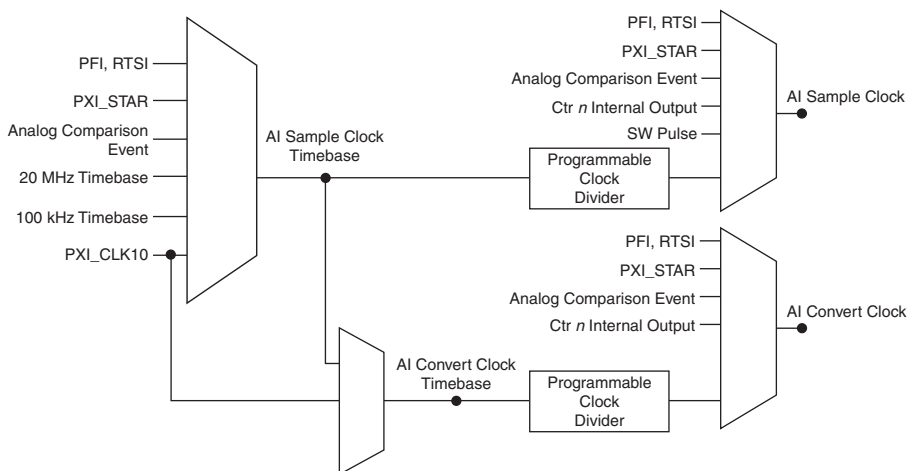 PFI, RTSI
PXI_STAR
Analog Comparison
Event
20 MHz Timebase
100 kHz Timebase
PXI_CLK10
AI Sample Clock
Timebase
PFI, RTSI
PXI_STAR
Analog Comparison Event
Ctr n Internal Output
SW Pulse
Programmable
Clock
Divider
AI Sample Clock
AI Convert Clock
Timebase
PFI, RTSI
PXI_STAR
Analog Comparison Event
Ctr n Internal Output
Programmable
Clock
Divider
AI Convert Clock